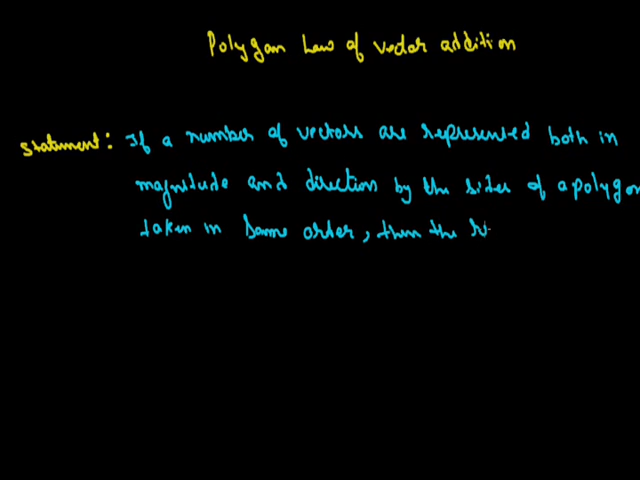 Polygon Law of vector addition
Statement: If a number of vectors are represented both in
magnitude and direction by the sides of a polygon
taken in same order, then the